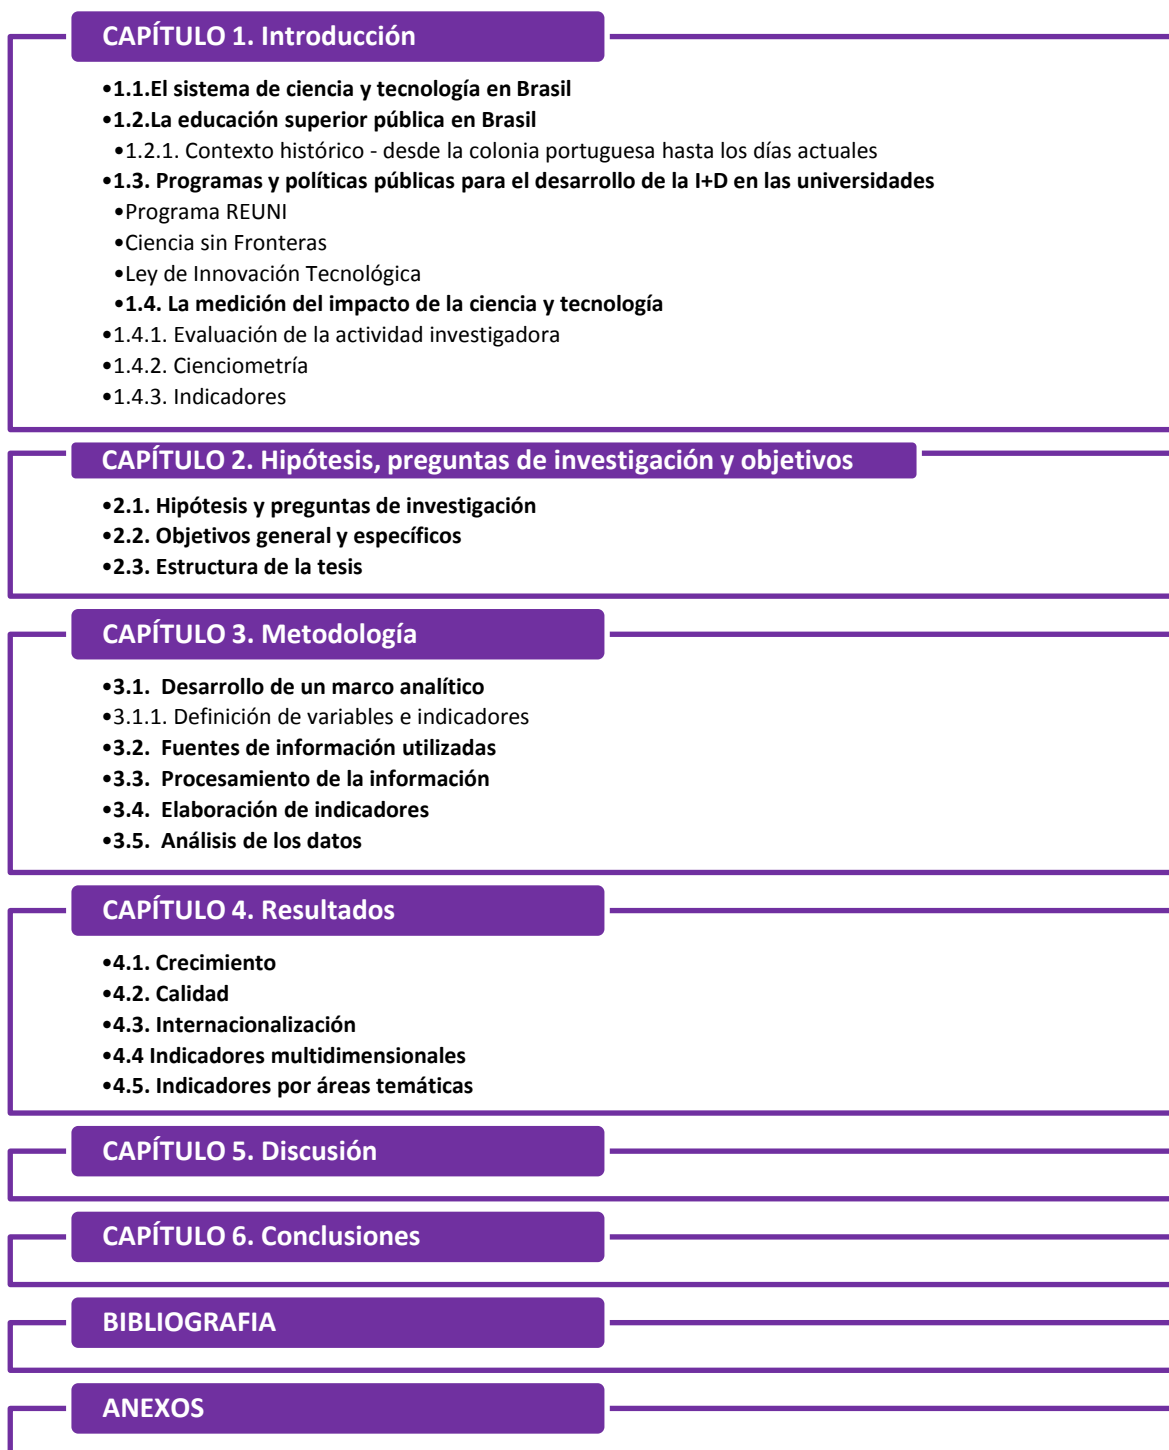 CAPÍTULO 1. Introducción
•1.1.El sistema de ciencia y tecnología en Brasil
•1.2.La educación superior pública en Brasil
•1.2.1. Contexto histórico - desde la colonia portuguesa hasta los días actuales
•1.3. Programas y políticas públicas para el desarrollo de la I+D en las universidades
•Programa REUNI
•Ciencia sin Fronteras
•Ley de Innovación Tecnológica
•1.4. La medición del impacto de la ciencia y tecnología
•1.4.1. Evaluación de la actividad investigadora
•1.4.2. Cienciometría
•1.4.3. Indicadores
CAPÍTULO 2. Hipótesis, preguntas de investigación y objetivos
•2.1. Hipótesis y preguntas de investigación
•2.2. Objetivos general y específicos
•2.3. Estructura de la tesis
CAPÍTULO 3. Metodología
•3.1. Desarrollo de un marco analítico
•3.1.1. Definición de variables e indicadores
•3.2. Fuentes de información utilizadas
•3.3. Procesamiento de la información
•3.4. Elaboración de indicadores
•3.5. Análisis de los datos
CAPÍTULO 4. Resultados
•4.1. Crecimiento
•4.2. Calidad
•4.3. Internacionalización
•4.4 Indicadores multidimensionales
•4.5. Indicadores por áreas temáticas
CAPÍTULO 5. Discusión
CAPÍTULO 6. Conclusiones
BIBLIOGRAFIA
ANEXOS